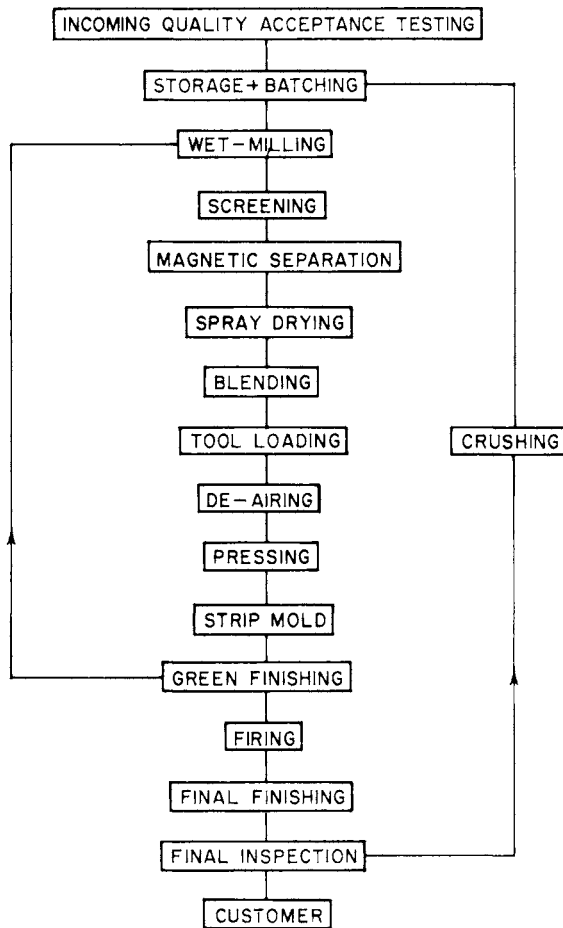 INCOMING QUALITY ACCEPTANCE TESTING
STORAGE+BATCHING
WET-MILLING
SCREENING
MAGNETIC SEPARATION
SPRAY DRYING
BLENDING
TOOL LOADING
CRUSHING
DE-AIRING
PRESSING
STRIP MOLD
GREEN FINISHING
FIRING
FINAL FINISHING
FINAL INSPECTION
CUSTOMER